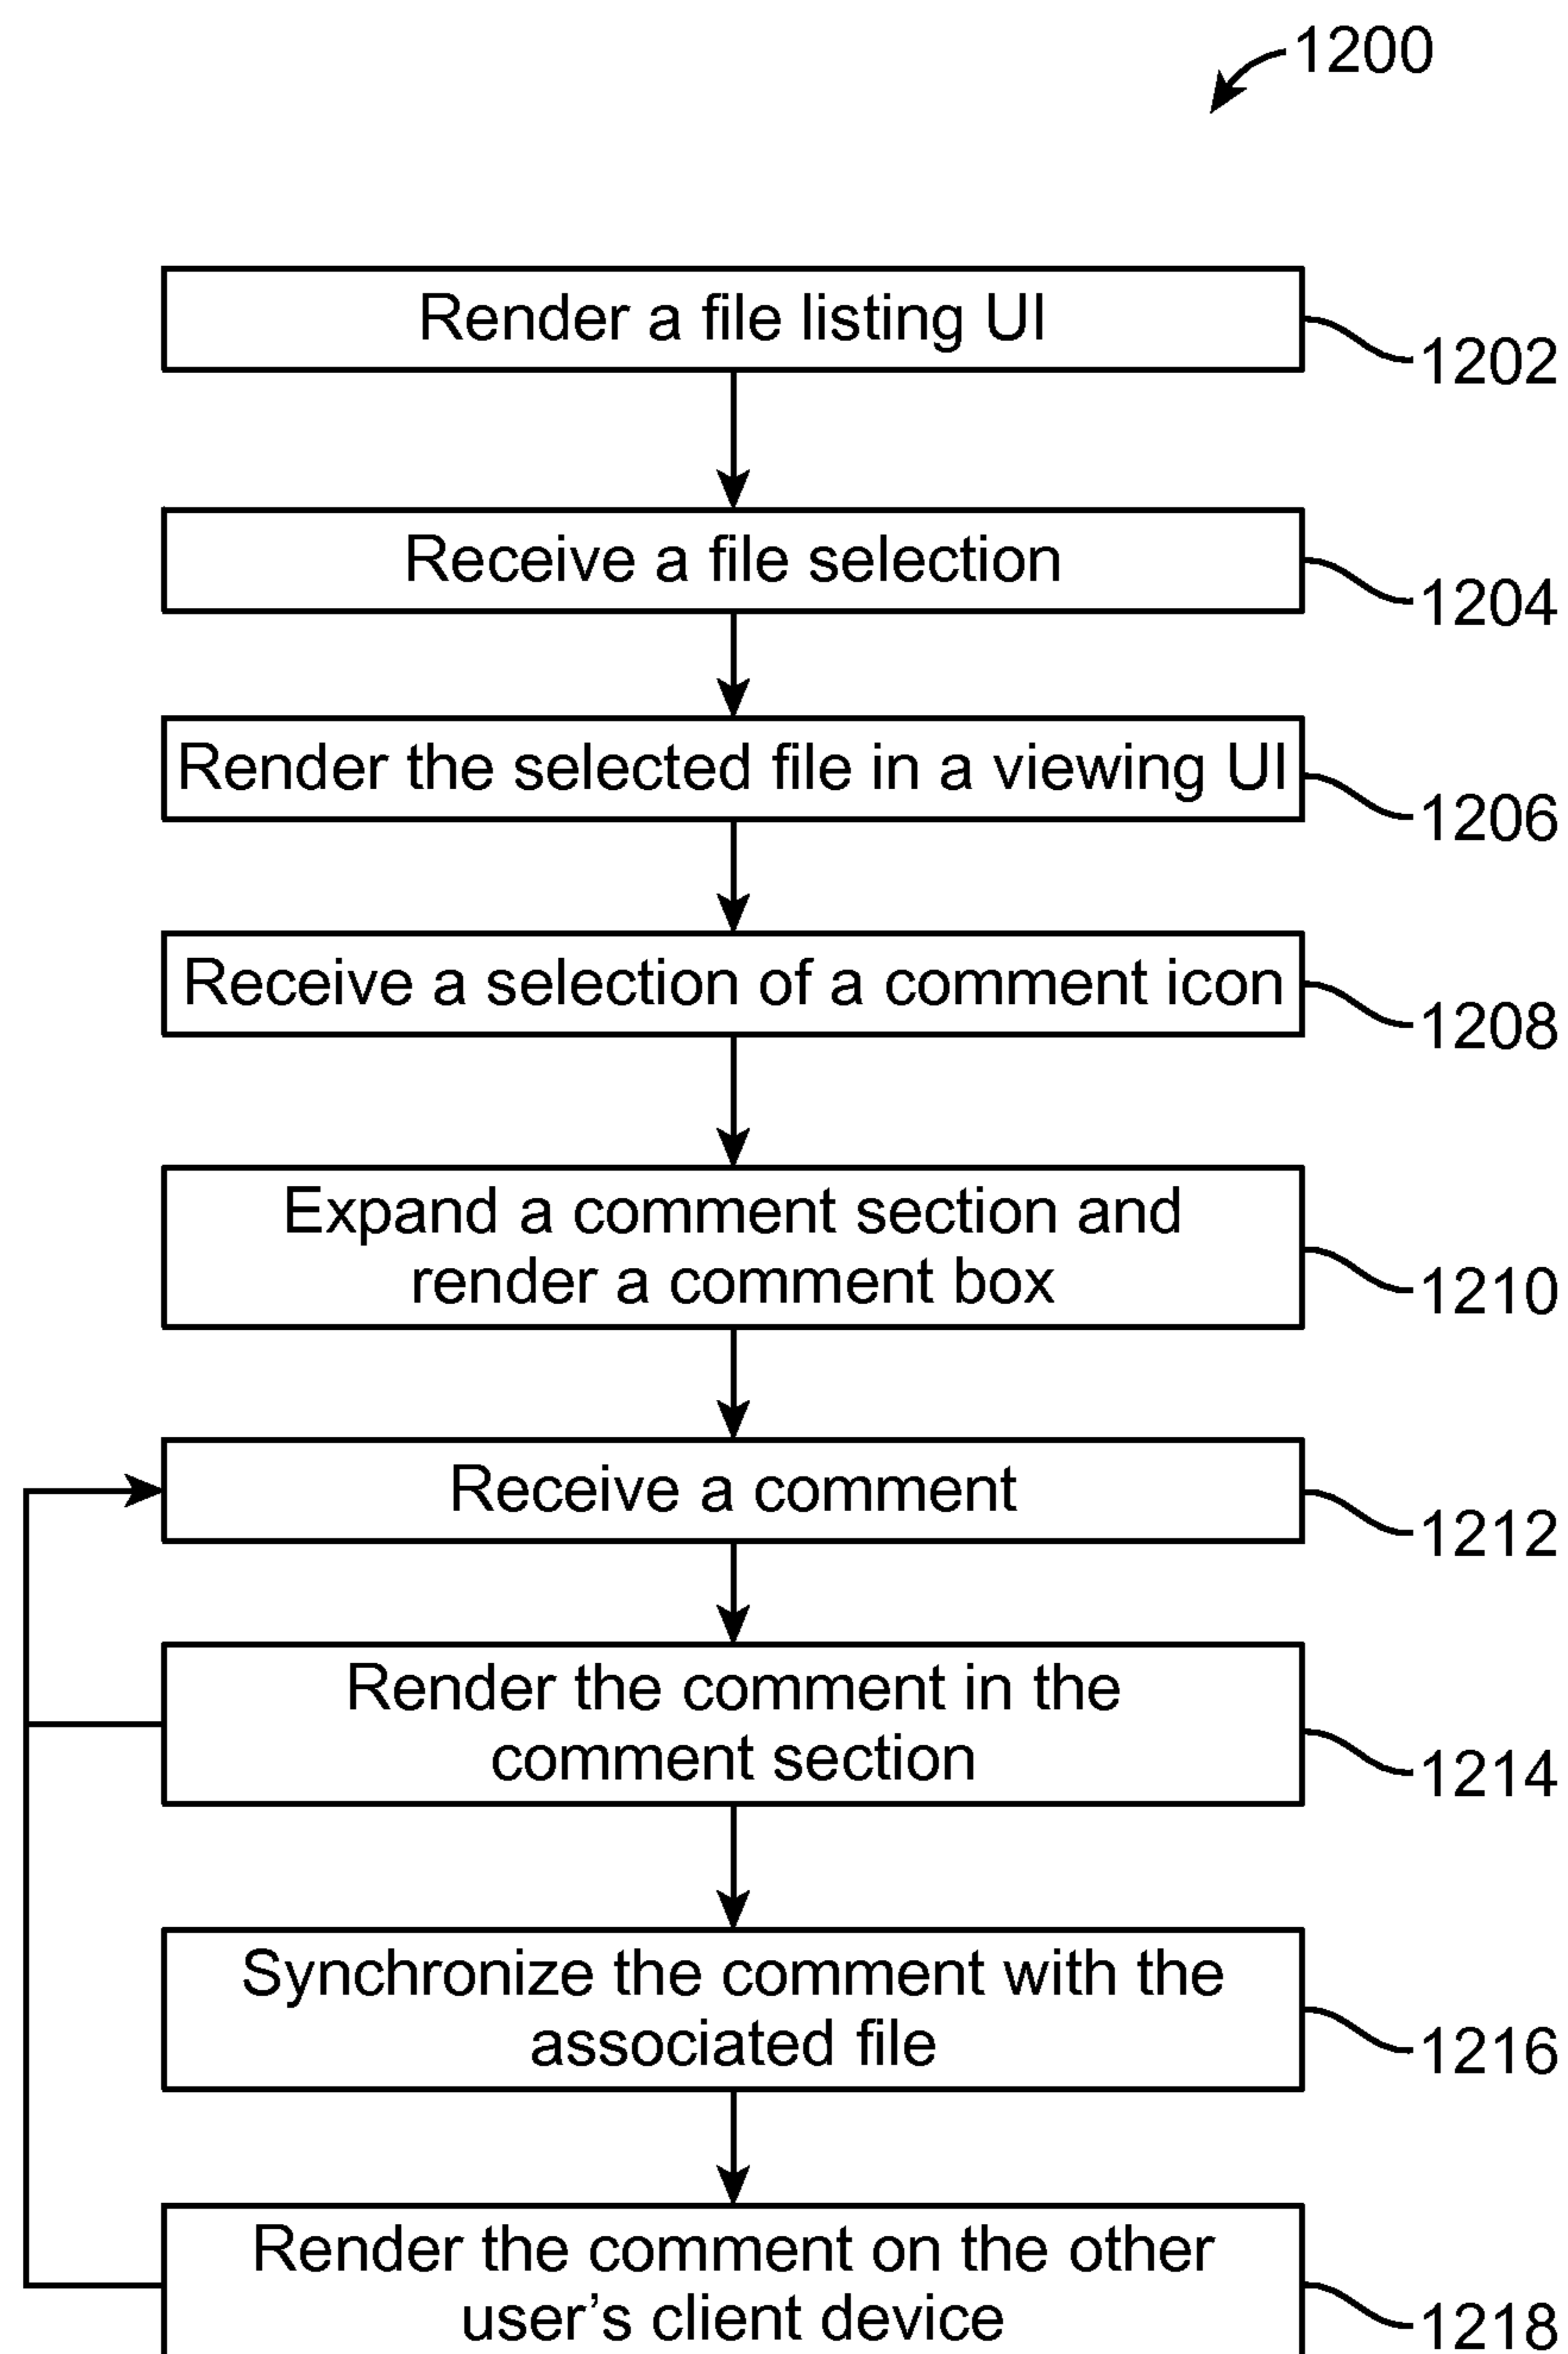 1200
Render a file listing UI
1202
Receive a file selection
1204
Render the selected file in a viewing UI
1206
Receive a selection of a comment icon
1208
Expand a comment section and
render a comment box
1210
Receive a comment
1212
Render the comment in the
comment section
1214
Synchronize the comment with the
associated file
1216
Render the comment on the other
user’s client device
1218